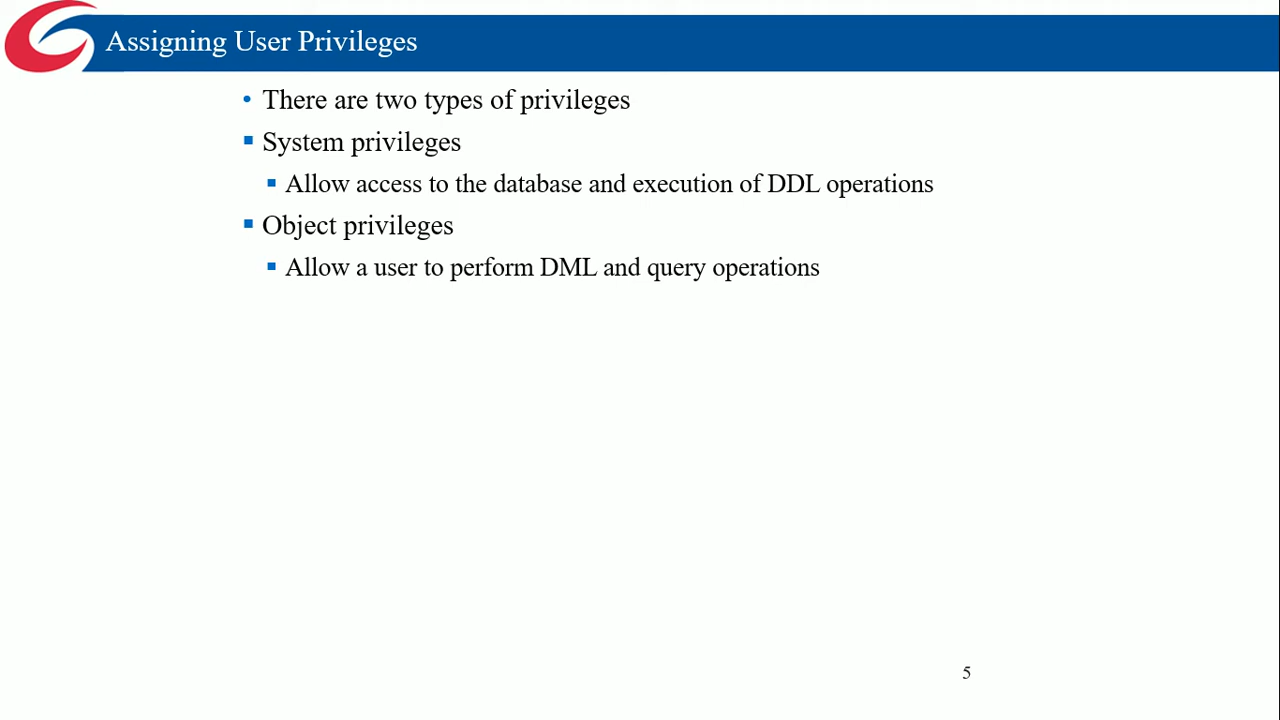 Assigning User Privileges
• There are two types of privileges
▪ System privileges
▪ Allow access to the database and execution of DDL operations
▪ Object privileges
▪ Allow a user to perform DML and query operations
5